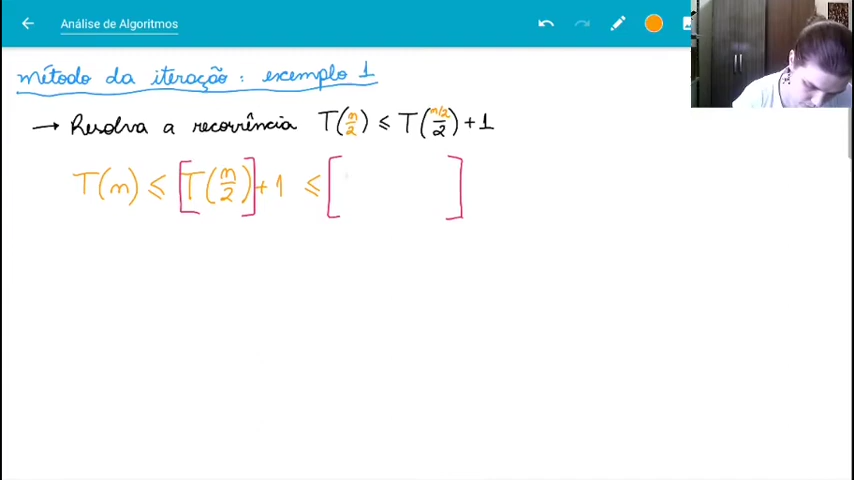 Análise de Algoritmos
método da iteração: exemplo 1
→ Resolva a recorrência T(n/2) ≤ T((n/2)/2) + 1
T(n) ≤ [T(n/2)] + 1 ≤ [ ]